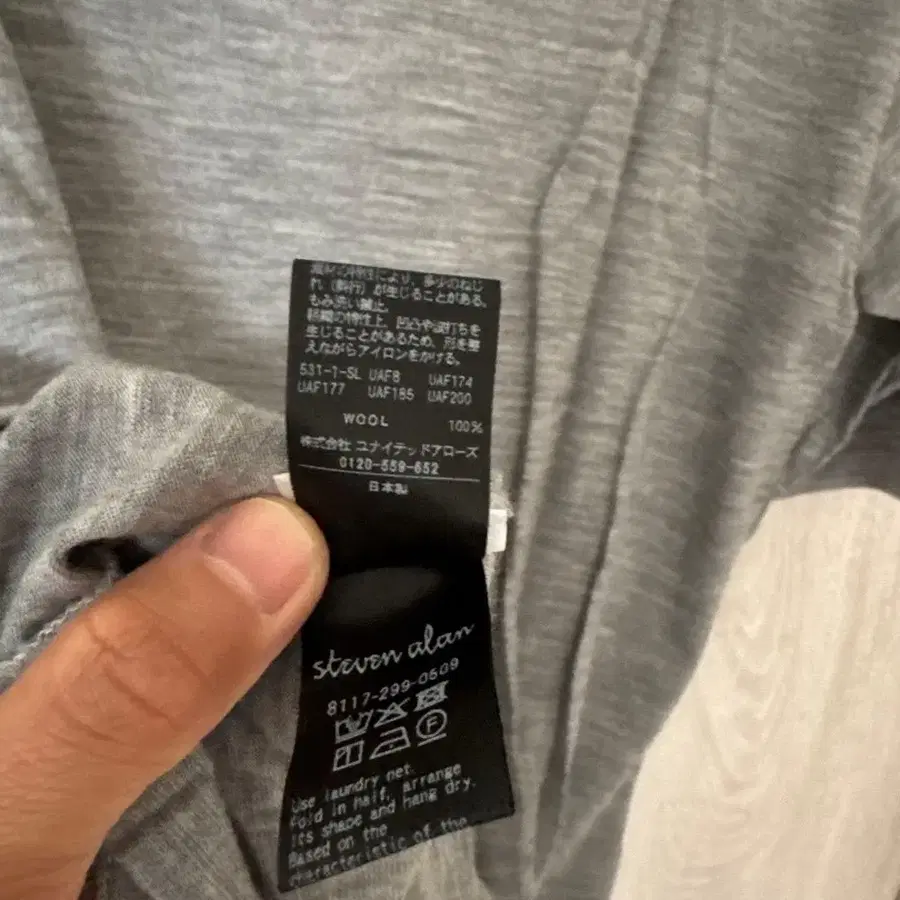 素材の特性により、多少のねじ
れ（斜行）が生じることがある。
もみ洗い禁止。
組織の特性上、凹凸や波打ちを
生じることがあるため、形を整
えながらアイロンをかける。
531-1-SL UAF8 UAF174
UAF177 UAF185 UAF200
WOOL 100%
株式会社 ユナイテッドアローズ
0120-559-652
日本製
steven alan
8117-299-0509
F
Use laundry net.
Fold in half, arrange
its shape and hang dry.
Based on the
characteristic of the